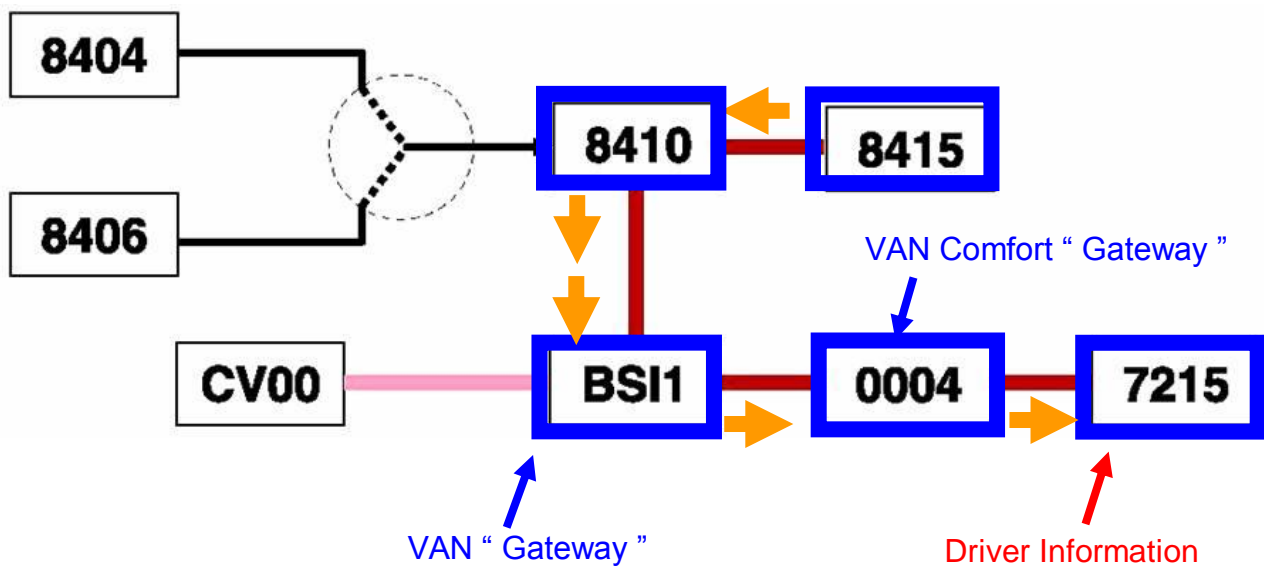 8404
8410
8415
8406
VAN Comfort “ Gateway ”
CV00
BSI1
0004
7215
VAN “ Gateway ”
Driver Information